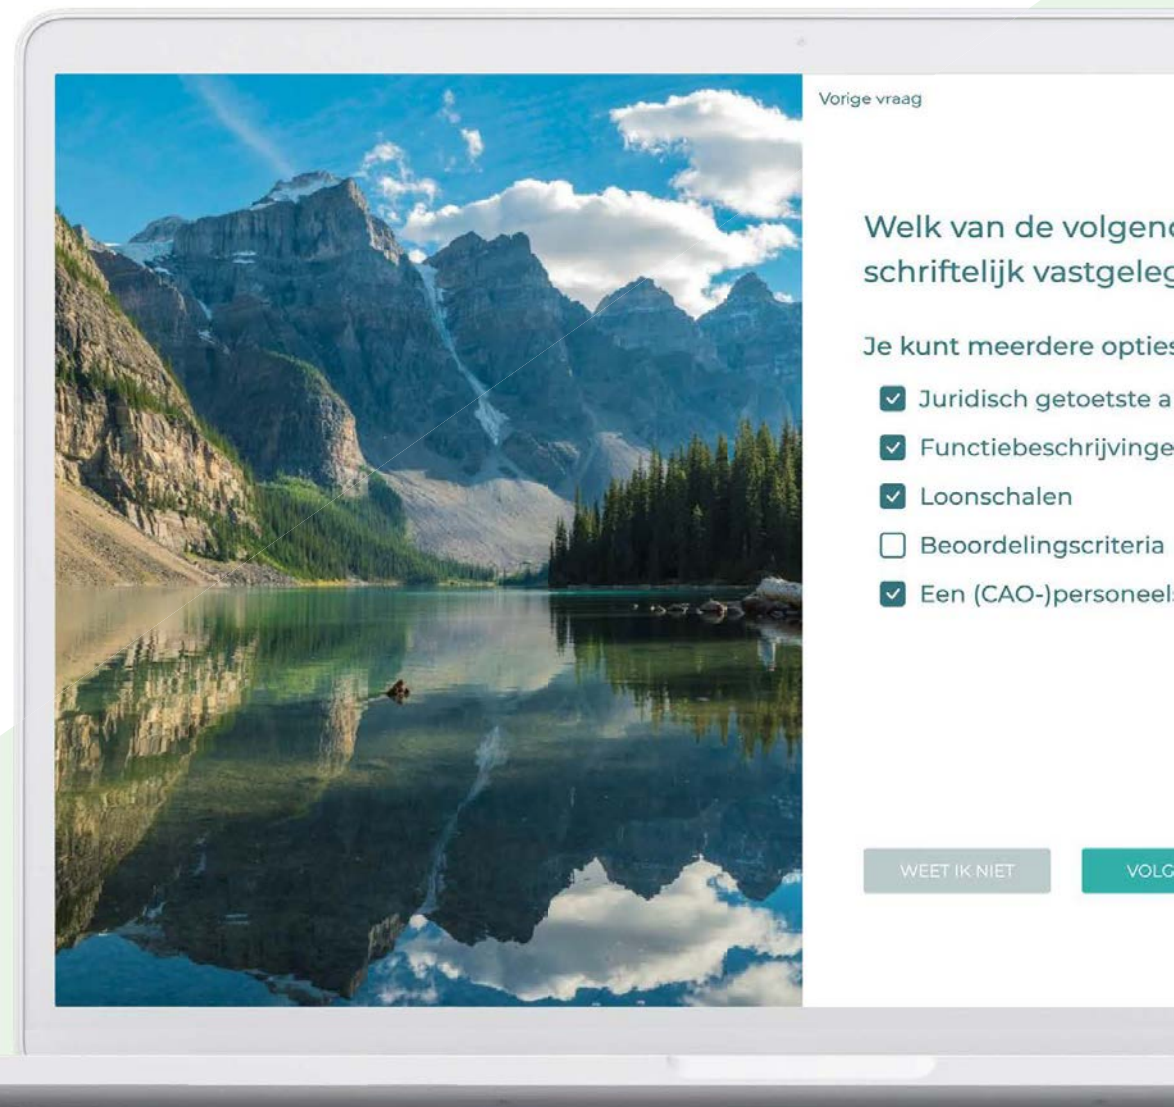 Vorige vraag
Welk van de volgend
schriftelijk vastgeleg
Je kunt meerdere opties
Juridisch getoetste a
Functiebeschrijvinge
Loonschalen
Beoordelingscriteria
Een (CAO-)personeels
WEET IK NIET
VOLG